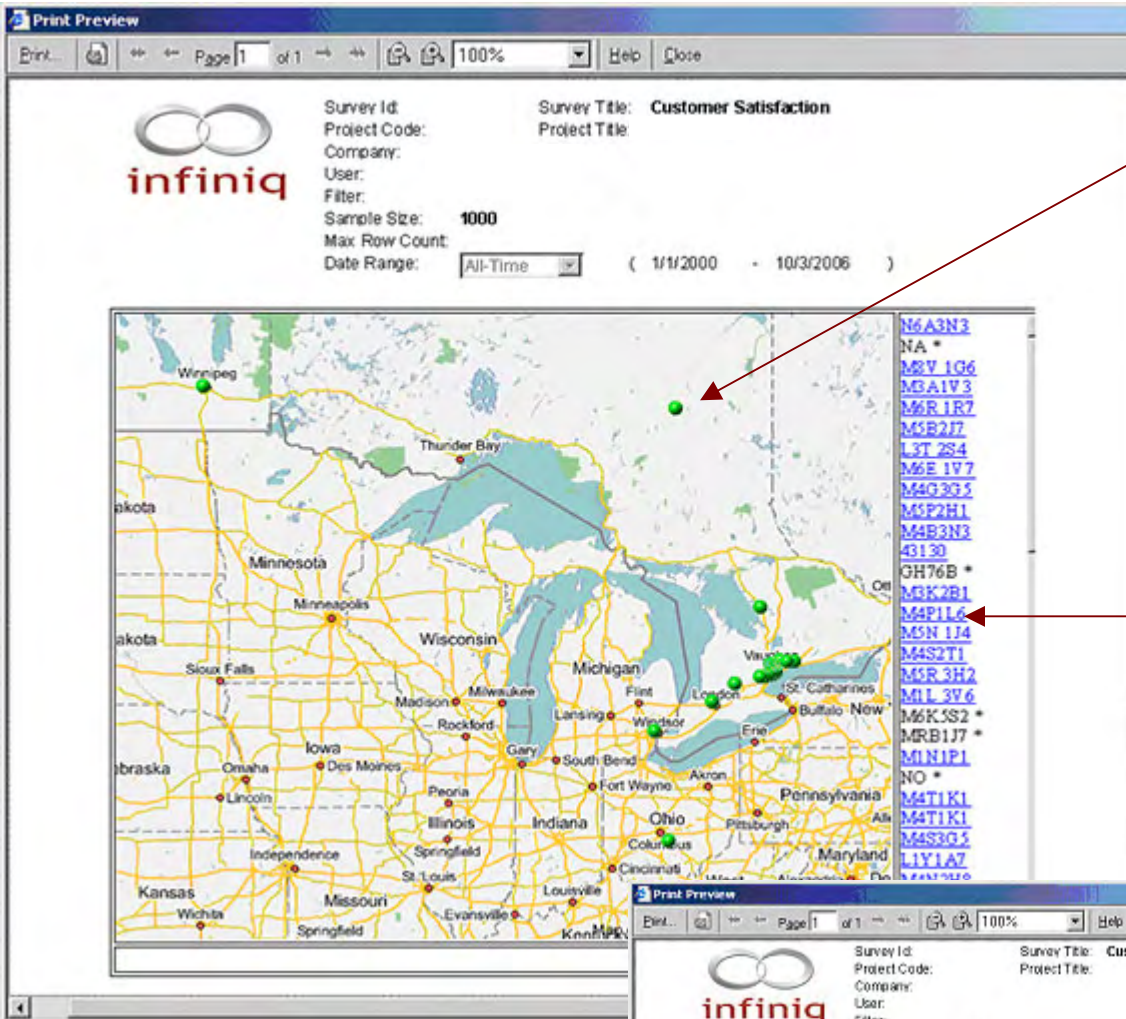 Print Preview
Print... Page 1 of 1 100% Help Close
infiniq
Survey Id: Survey Title: Customer Satisfaction
Project Code: Project Title:
Company:
User:
Filter:
Sample Size: 1000
Max Row Count:
Date Range: All-Time ( 1/1/2000 - 10/3/2006 )
Winnipeg
Thunder Bay
akota
Minnesota
Ott
Minneapolis
akota
Wisconsin
Sioux Falls
Michigan
Milwaukee
Flint
London
St. Catharines
Madison
Lansing
Windsor
Buffalo
New
Rockford
Erie
Iowa
Gary
South Bend
ebraska
Omaha
Des Moines
Akron
Lincoln
Peoria
Fort Wayne
Pennsylvania
Illinois
Indiana
Ohio
Pittsburgh
Independence
Springfield
Maryland
Cincinnati
St. Louis
Kansas
Missouri
Louisville
Wichita
Evansville
Springfield
N6A3N3
NA *
M8V 1G6
M3A1V3
M6R 1R7
M5B2J7
L3T 2S4
M6E 1V7
M4G3G5
M5P2H1
M4B3N3
43130
GH76B *
M3K2B1
M4P1L6
M5N 1J4
M4S2T1
M5R 3H2
M1L 3V6
M6K5S2 *
MRB1J7 *
M1N1P1
NO *
M4T1K1
M4T1K1
M4S3G5
L1Y1A7
Print Preview
Print... Page 1 of 1 100% Help
infiniq
Survey Id: Survey Title: Cus
Project Code: Project Title:
Company:
User: